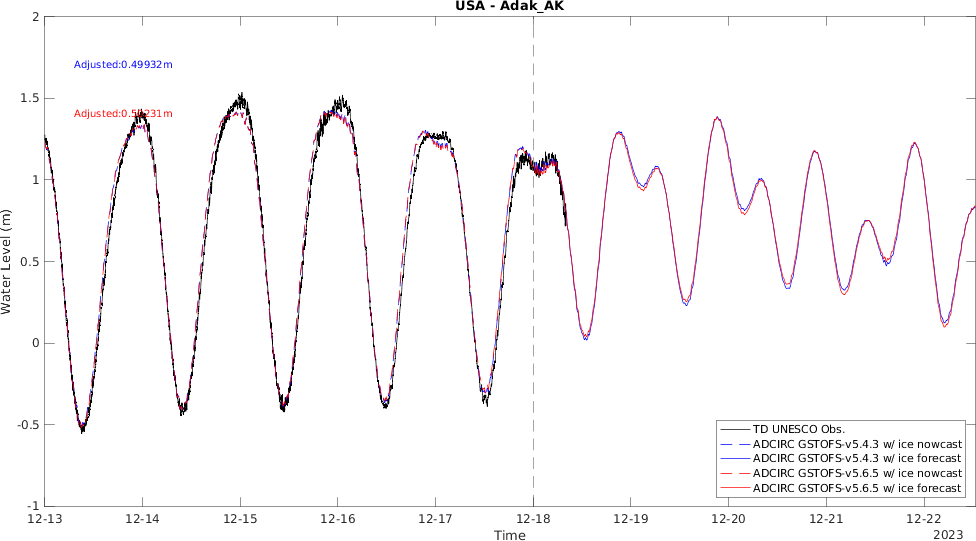 USA - Adak_AK
2
1.5
1
0.5
0
-0.5
-1
Water Level (m)
Adjusted:0.49932m
TD UNESCO Obs.
ADCIRC GSTOFS-v5.4.3 w/ ice nowcast
ADCIRC GSTOFS-v5.4.3 w/ ice forecast
ADCIRC GSTOFS-v5.6.5 w/ ice nowcast
ADCIRC GSTOFS-v5.6.5 w/ ice forecast
12-13 12-14 12-15 12-16 12-17 12-18 12-19 12-20 12-21 12-22
Time
2023